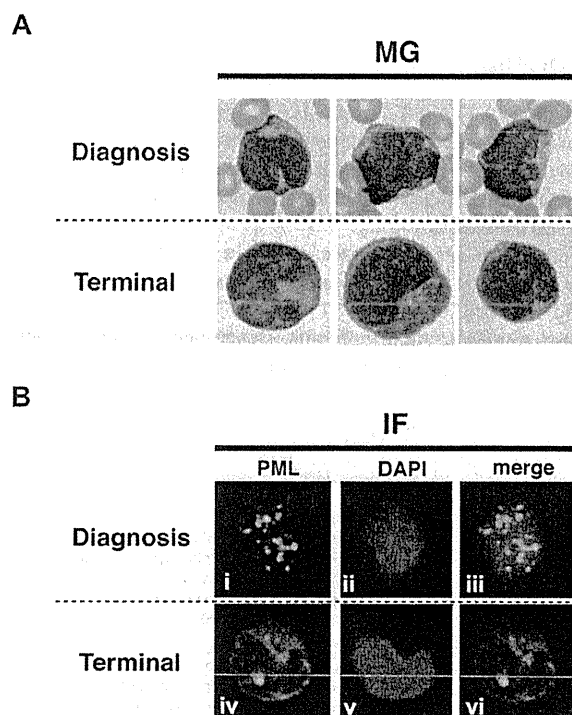 A
MG
Diagnosis
Terminal
B
IF
PML DAPI merge
Diagnosis
i ii iii
Terminal
iv v vi